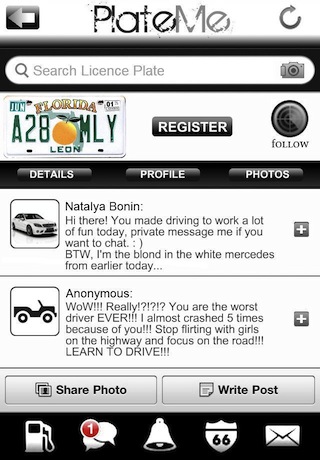 PlateMe
Search Licence Plate
JUN FLORIDA 01
A28 MLY
LEON
REGISTER
FOLLOW
DETAILS PROFILE PHOTOS
Natalya Bonin:
Hi there! You made driving to work a lot
of fun today, private message me if you
want to chat. : )
BTW, I'm the blond in the white mercedes
from earlier today...
Anonymous:
WoW!!! Really!?!?!? You are the worst
driver EVER!!! I almost crashed 5 times
because of you!!! Stop flirting with girls
on the highway and focus on the road!!!
LEARN TO DRIVE!!!
Share Photo Write Post
1 66